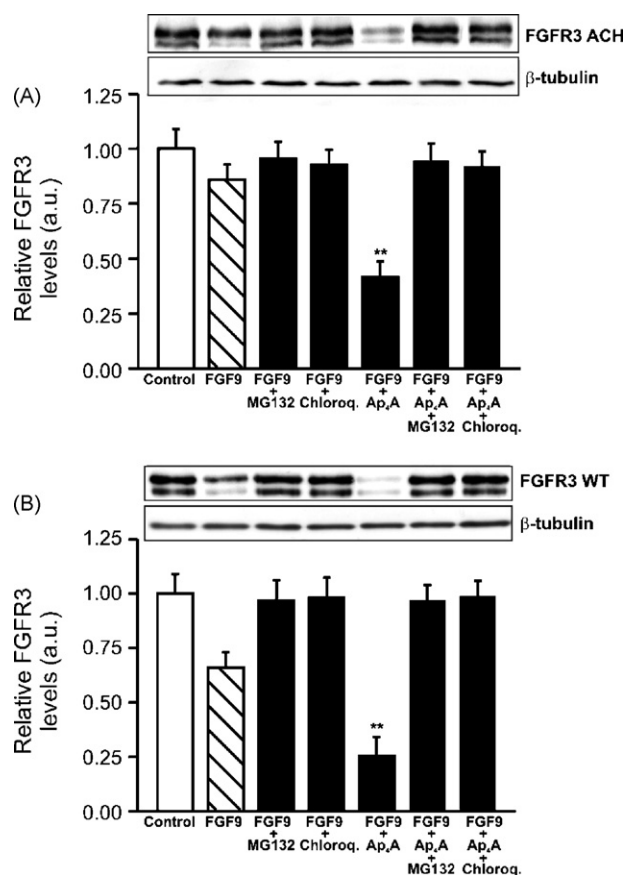 FGFR3 ACH
β-tubulin
(A)
Relative FGFR3
levels (a.u.)
1.25
1.00
0.75
0.50
0.25
0.00
**
Control FGF9 FGF9 FGF9 FGF9 FGF9 FGF9
+ + + + +
MG132 Chloroq. Ap₄A Ap₄A Ap₄A
+ +
MG132 Chloroq.
FGFR3 WT
β-tubulin
(B)
Relative FGFR3
levels (a.u.)
1.25
1.00
0.75
0.50
0.25
0.00
**
Control FGF9 FGF9 FGF9 FGF9 FGF9 FGF9
+ + + + +
MG132 Chloroq. Ap₄A Ap₄A Ap₄A
+ +
MG132 Chloroq.